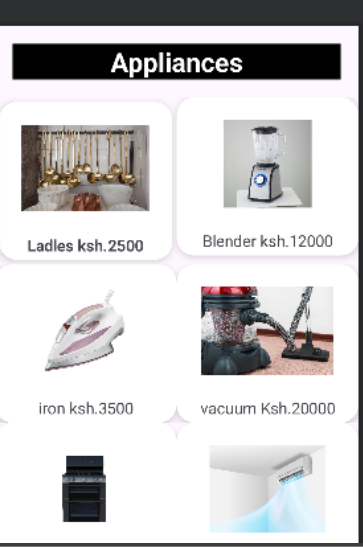 Appliances
Ladles ksh.2500
Blender ksh.12000
iron ksh.3500
vacuum Ksh.20000